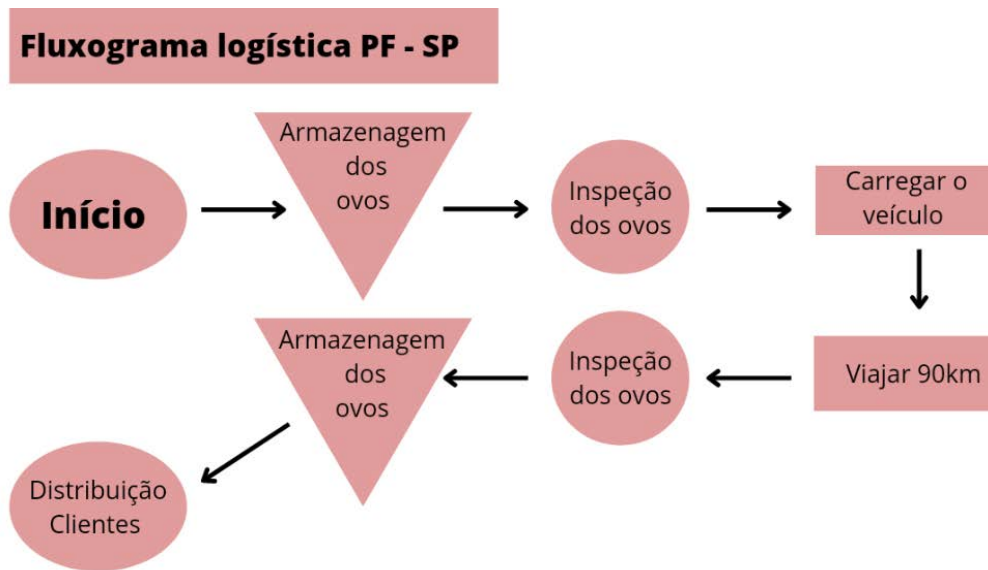 Fluxograma logística PF - SP
Início
Armazenagem
dos
ovos
Inspeção
dos ovos
Carregar o
veículo
Viajar 90km
Inspeção
dos ovos
Armazenagem
dos
ovos
Distribuição
Clientes